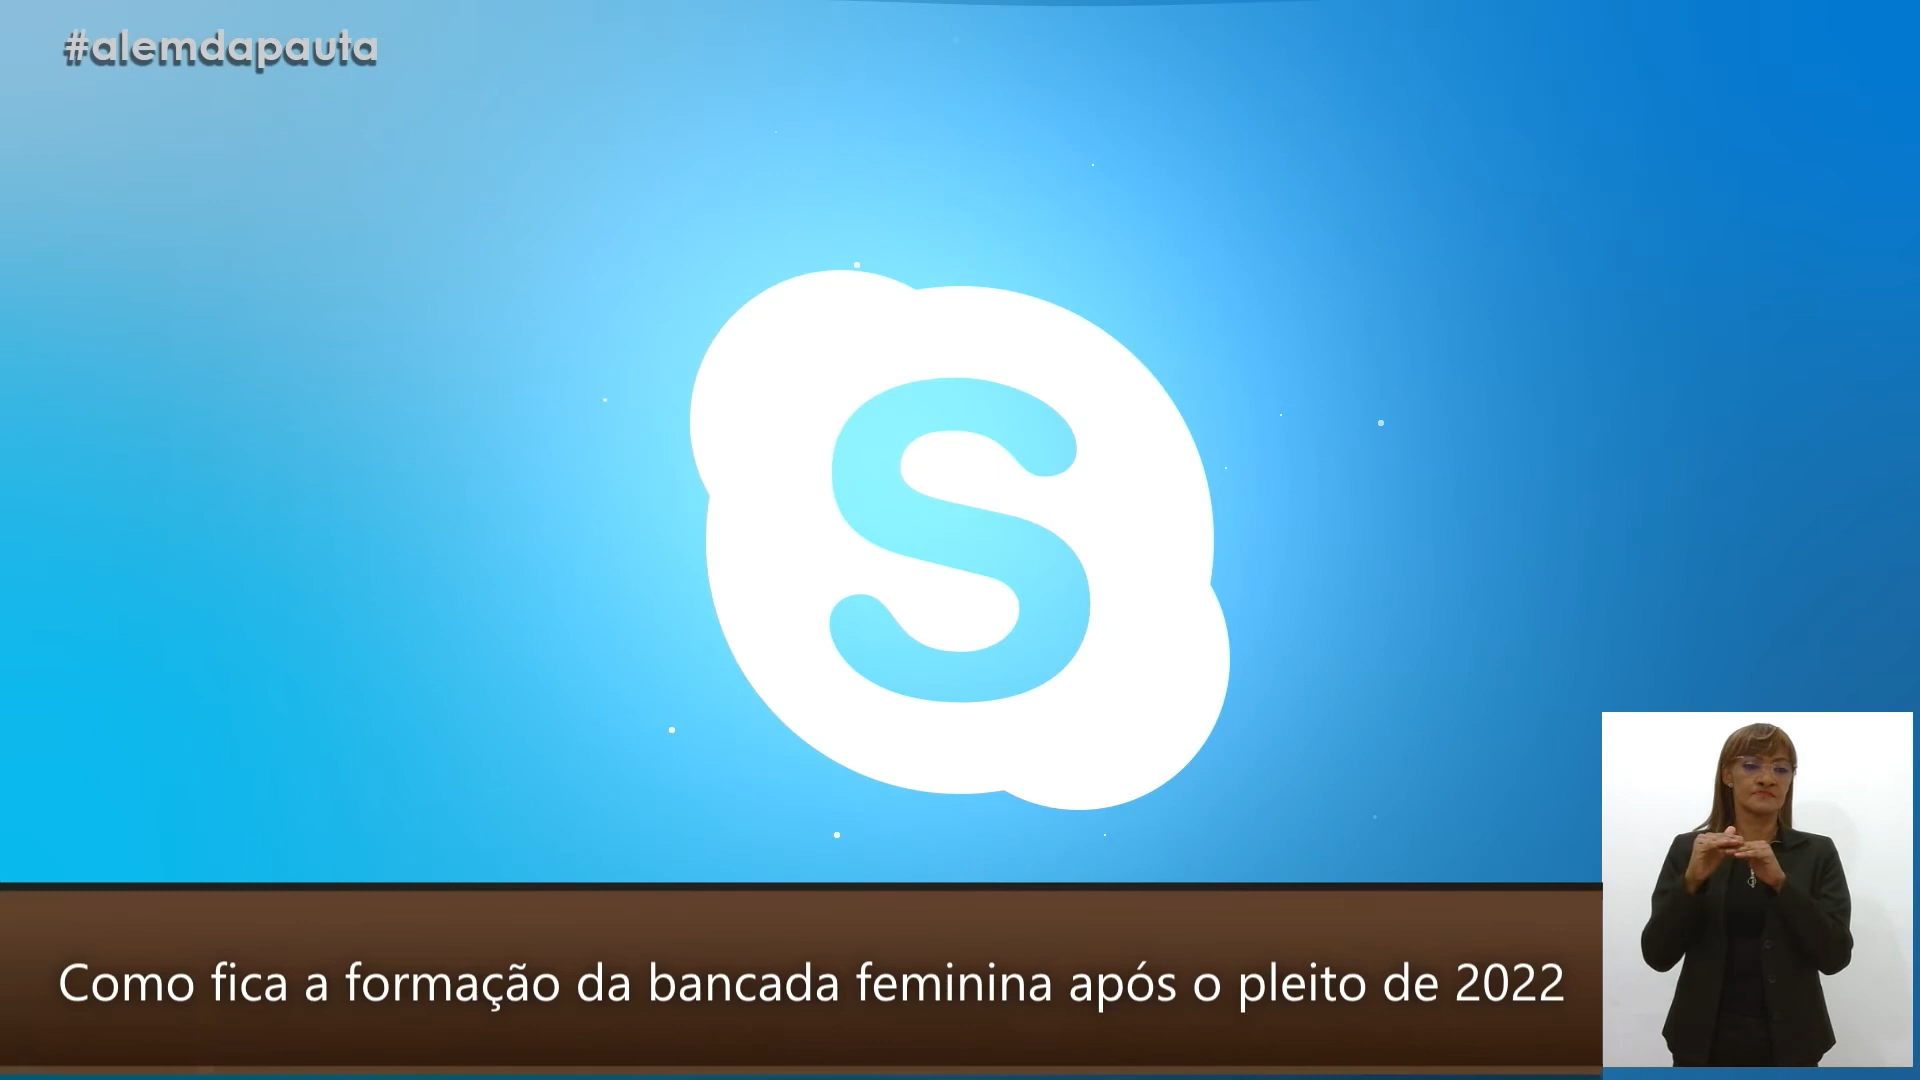 #alemdapauta
S
Como fica a formação da bancada feminina após o pleito de 2022